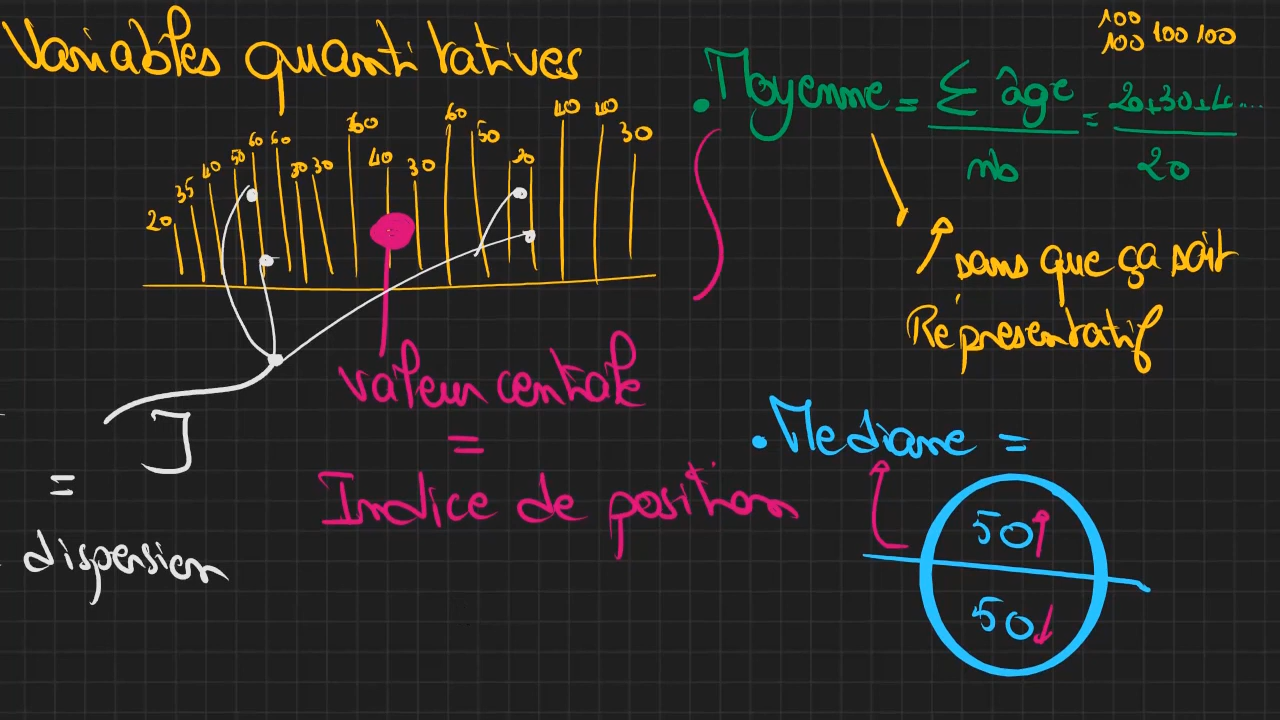 Variables quantitatives
100
100 100 100
20 35 40 50 60 60 30 30 160 40 30 60 50 20 40 40 30
. Moyenne = Σ âge / nb = 20+30+4.... / 20
↗ sans que ça soit
Représentatif
valeur centrale
=
Indice de position
=
dispersion
. Mediane =
50↑
50↓